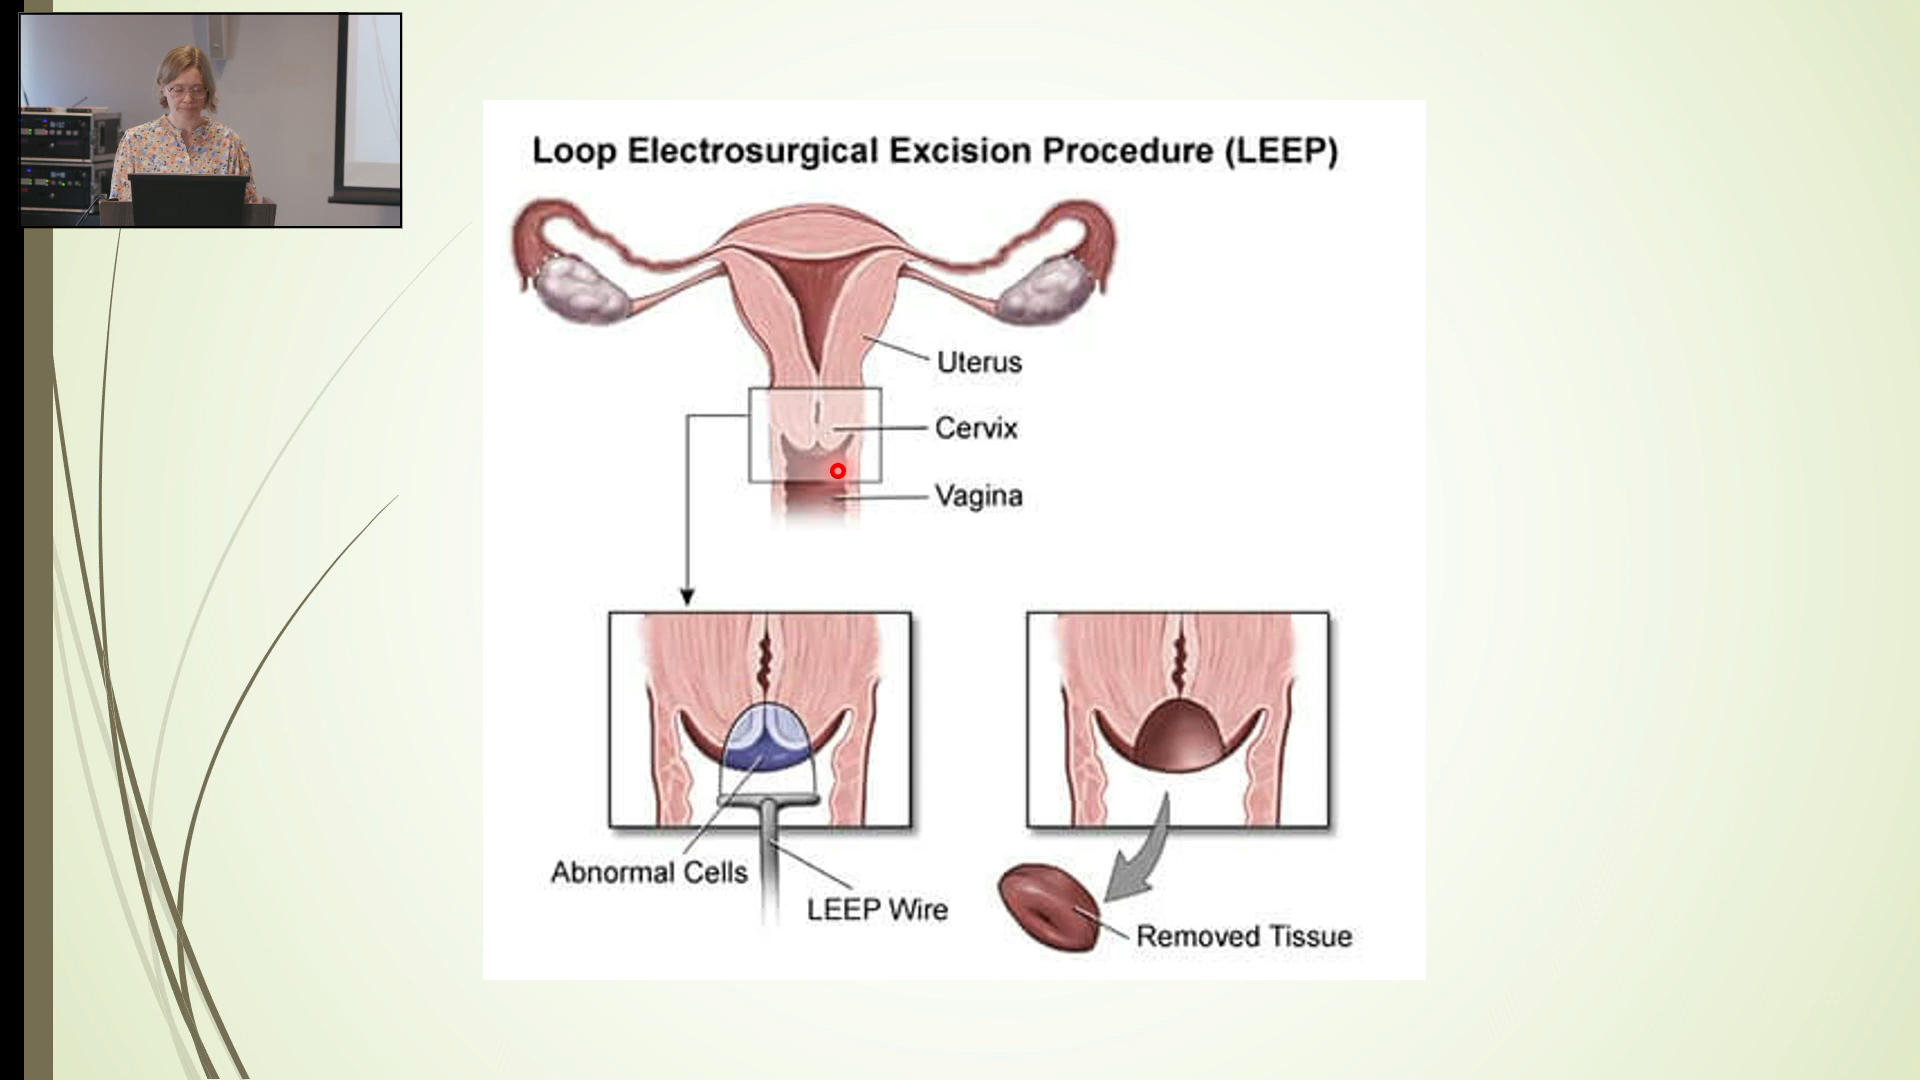 Loop Electrosurgical Excision Procedure (LEEP)
Uterus
Cervix
Vagina
Abnormal Cells
LEEP Wire
Removed Tissue